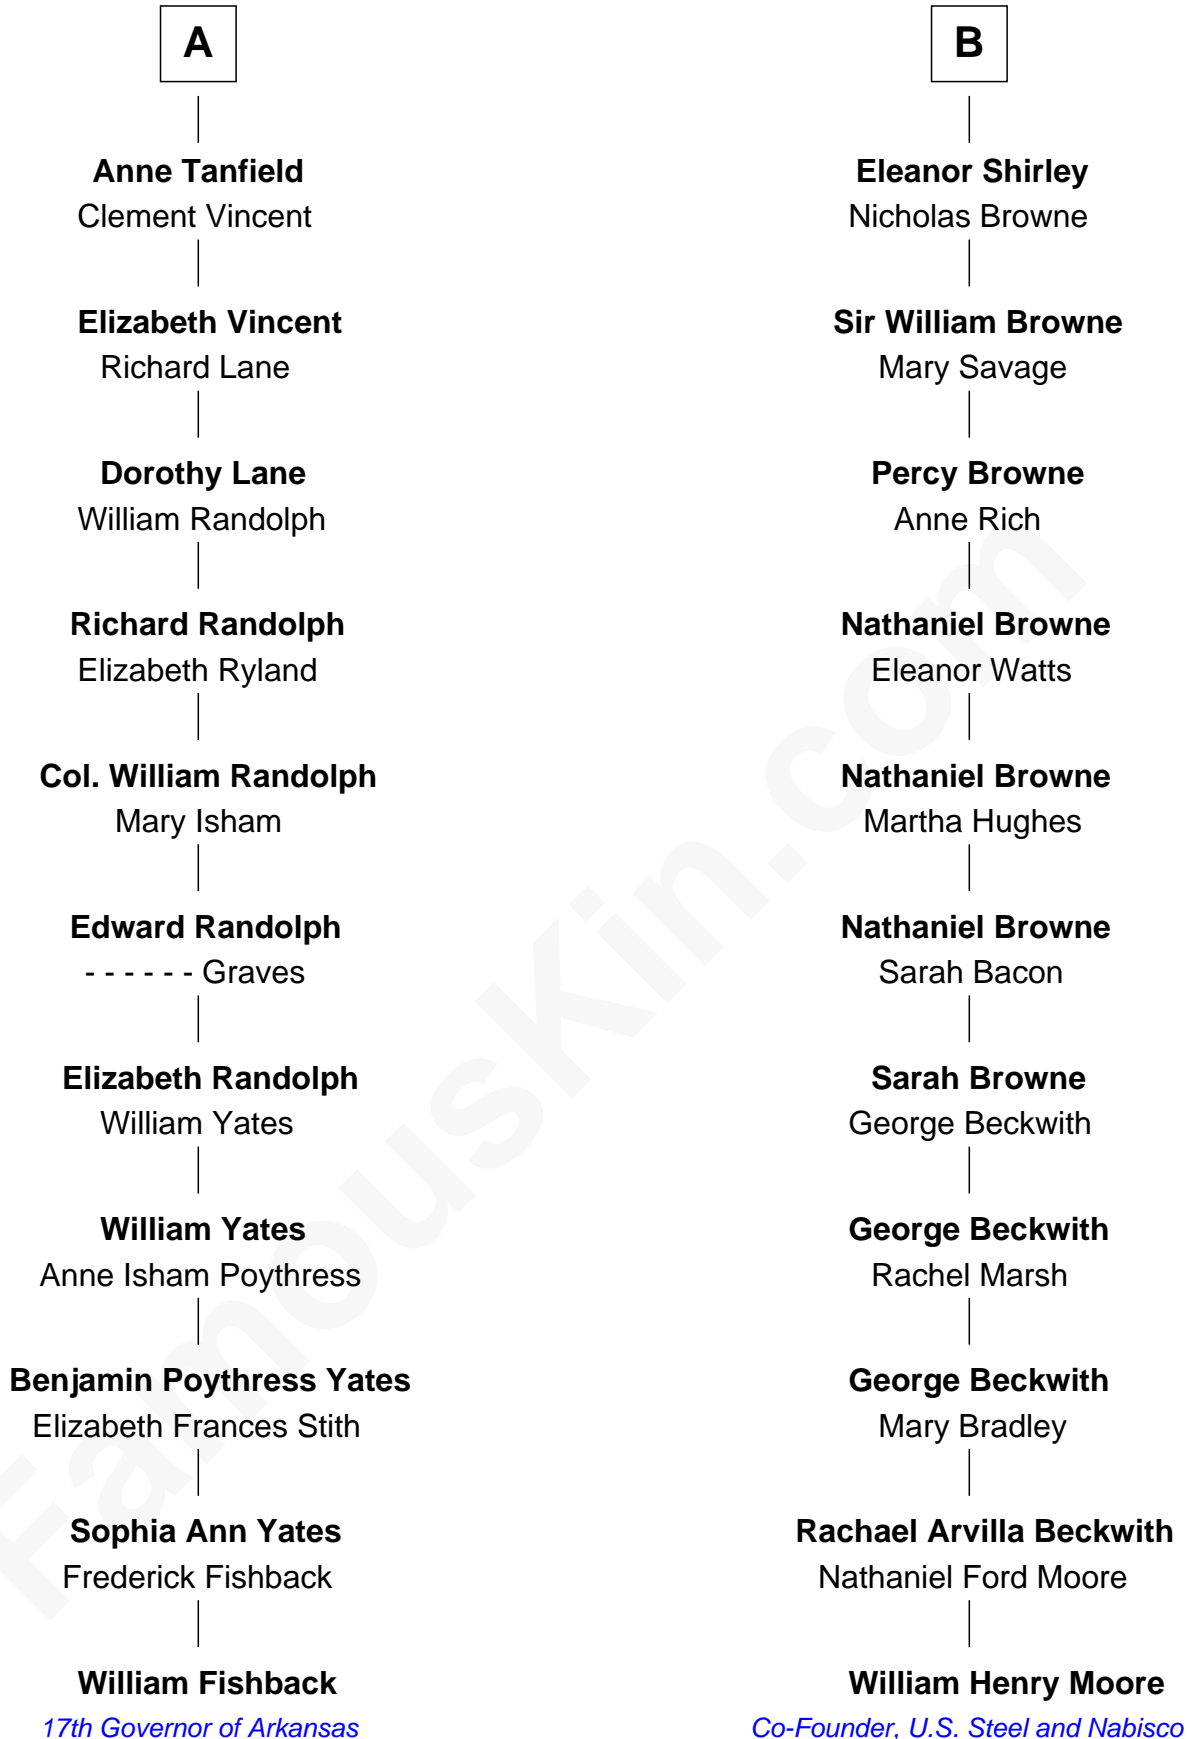 A
Anne Tanfield
Clement Vincent
Elizabeth Vincent
Richard Lane
Dorothy Lane
William Randolph
Richard Randolph
Elizabeth Ryland
Col. William Randolph
Mary Isham
Edward Randolph
- - - - - - Graves
Elizabeth Randolph
William Yates
William Yates
Anne Isham Poythress
Benjamin Poythress Yates
Elizabeth Frances Stith
Sophia Ann Yates
Frederick Fishback
William Fishback
17th Governor of Arkansas
B
Eleanor Shirley
Nicholas Browne
Sir William Browne
Mary Savage
Percy Browne
Anne Rich
Nathaniel Browne
Eleanor Watts
Nathaniel Browne
Martha Hughes
Nathaniel Browne
Sarah Bacon
Sarah Browne
George Beckwith
George Beckwith
Rachel Marsh
George Beckwith
Mary Bradley
Rachael Arvilla Beckwith
Nathaniel Ford Moore
William Henry Moore
Co-Founder, U.S. Steel and Nabisco
FamousKin.com